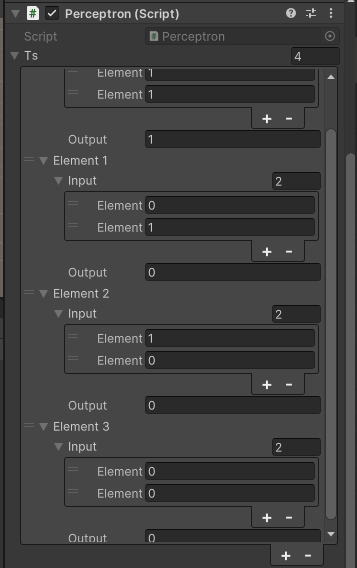 Perceptron (Script)
Script Perceptron
Ts 4
Element 1
Element 1
+ -
Output 1
Element 1
Input 2
Element 0
Element 1
+ -
Output 0
Element 2
Input 2
Element 1
Element 0
+ -
Output 0
Element 3
Input 2
Element 0
Element 0
+ -
Output 0
+ -